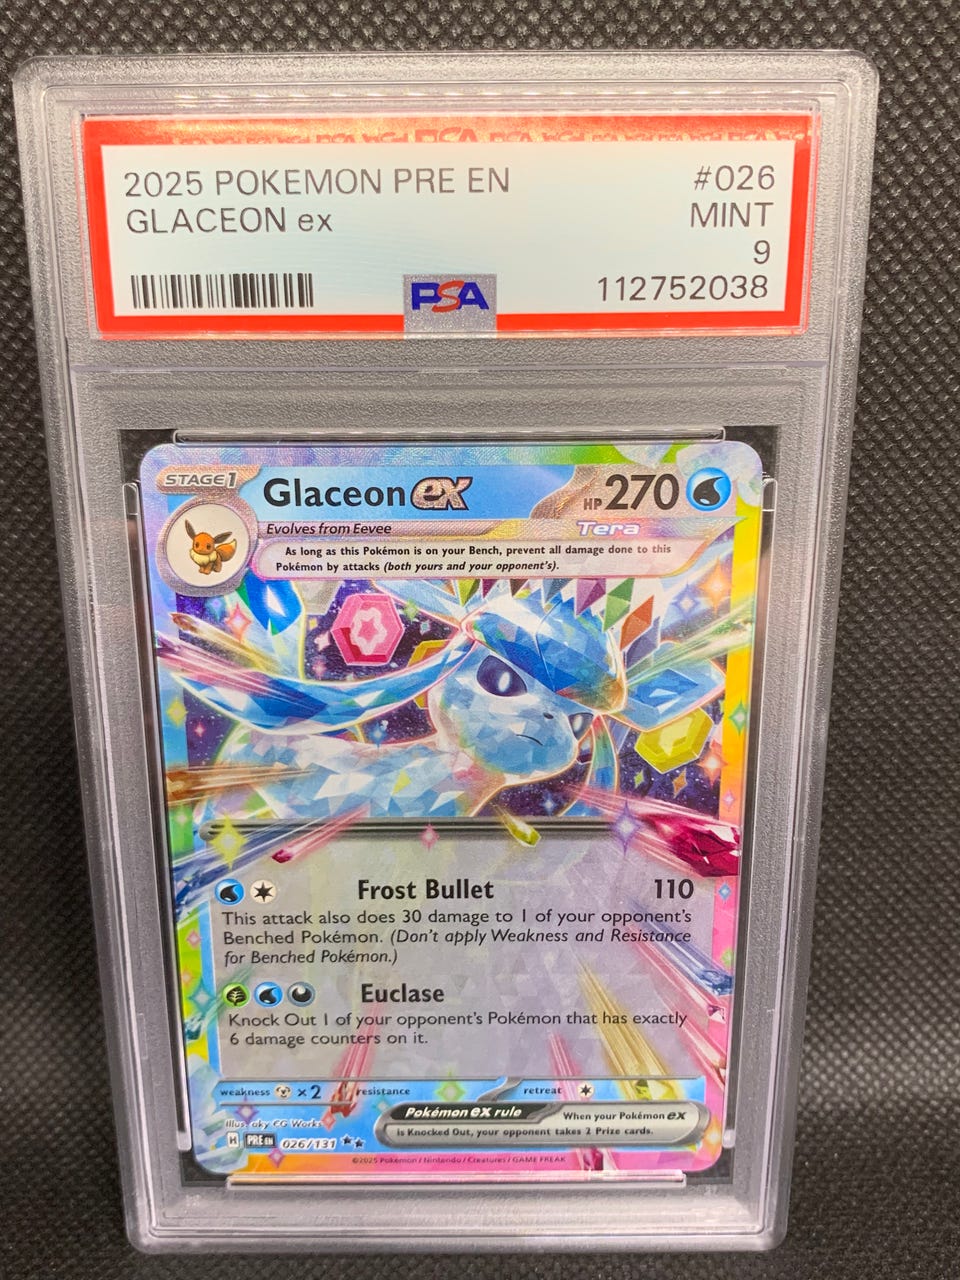 2025 POKEMON PRE EN #026
GLACEON ex MINT
9
PSA 112752038
STAGE1 Glaceon ex HP 270
Evolves from Eevee Tera
As long as this Pokémon is on your Bench, prevent all damage done to this
Pokémon by attacks (both yours and your opponent's).
Frost Bullet 110
This attack also does 30 damage to 1 of your opponent's
Benched Pokémon. (Don't apply Weakness and Resistance
for Benched Pokémon.)
Euclase
Knock Out 1 of your opponent's Pokémon that has exactly
6 damage counters on it.
weakness ×2 resistance retreat
Illus. aky CG Works
Pokémon ex rule When your Pokémon ex
is Knocked Out, your opponent takes 2 Prize cards.
H PRE EN 026/131 ★★
©2025 Pokémon / Nintendo / Creatures / GAME FREAK